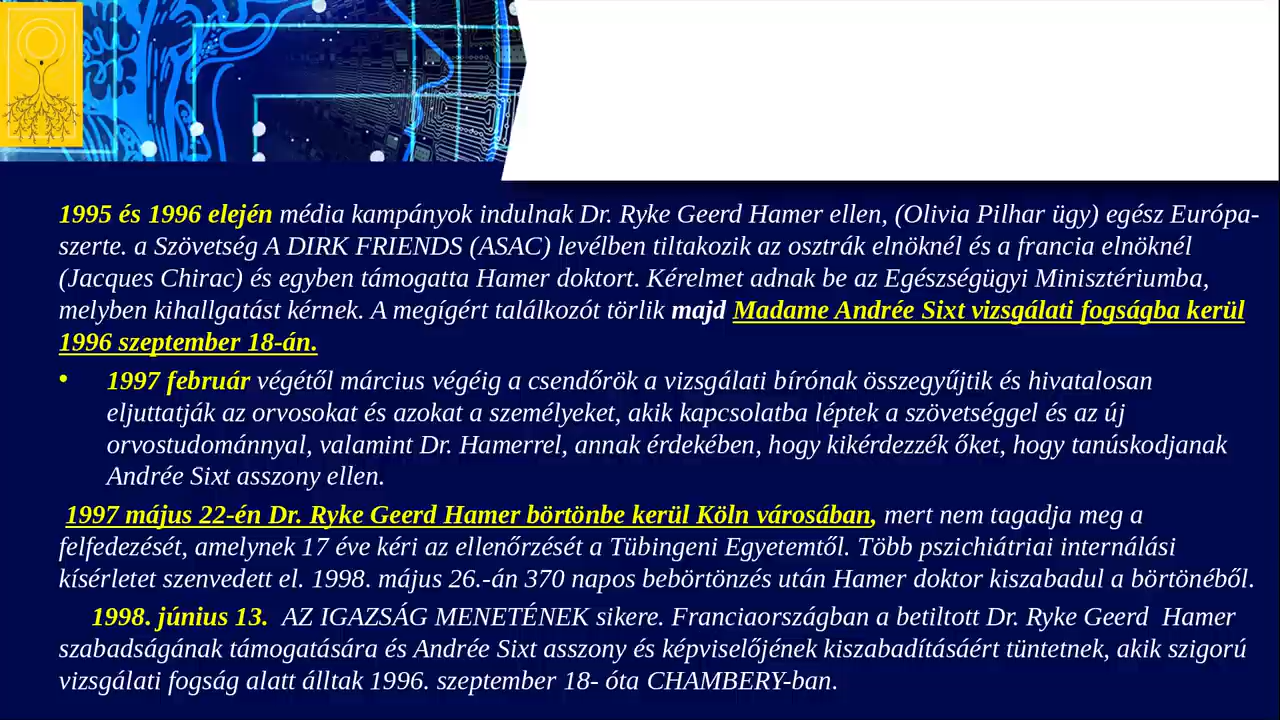 1995 és 1996 elején média kampányok indulnak Dr. Ryke Geerd Hamer ellen, (Olivia Pilhar ügy) egész Európa-
szerte. a Szövetség A DIRK FRIENDS (ASAC) levélben tiltakozik az osztrák elnöknél és a francia elnöknél
(Jacques Chirac) és egyben támogatta Hamer doktort. Kérelmet adnak be az Egészségügyi Minisztériumba,
melyben kihallgatást kérnek. A megígért találkozót törlik majd Madame Andrée Sixt vizsgálati fogságba kerül
1996 szeptember 18-án.
• 1997 február végétől március végéig a csendőrök a vizsgálati bírónak összegyűjtik és hivatalosan
eljuttatják az orvosokat és azokat a személyeket, akik kapcsolatba léptek a szövetséggel és az új
orvostudománnyal, valamint Dr. Hamerrel, annak érdekében, hogy kikérdezzék őket, hogy tanúskodjanak
Andrée Sixt asszony ellen.
1997 május 22-én Dr. Ryke Geerd Hamer börtönbe kerül Köln városában, mert nem tagadja meg a
felfedezését, amelynek 17 éve kéri az ellenőrzését a Tübingeni Egyetemtől. Több pszichiátriai internálási
kísérletet szenvedett el. 1998. május 26.-án 370 napos bebörtönzés után Hamer doktor kiszabadul a börtönéből.
1998. június 13. AZ IGAZSÁG MENETÉNEK sikere. Franciaországban a betiltott Dr. Ryke Geerd Hamer
szabadságának támogatására és Andrée Sixt asszony és képviselőjének kiszabadításáért tüntetnek, akik szigorú
vizsgálati fogság alatt álltak 1996. szeptember 18- óta CHAMBERY-ban.